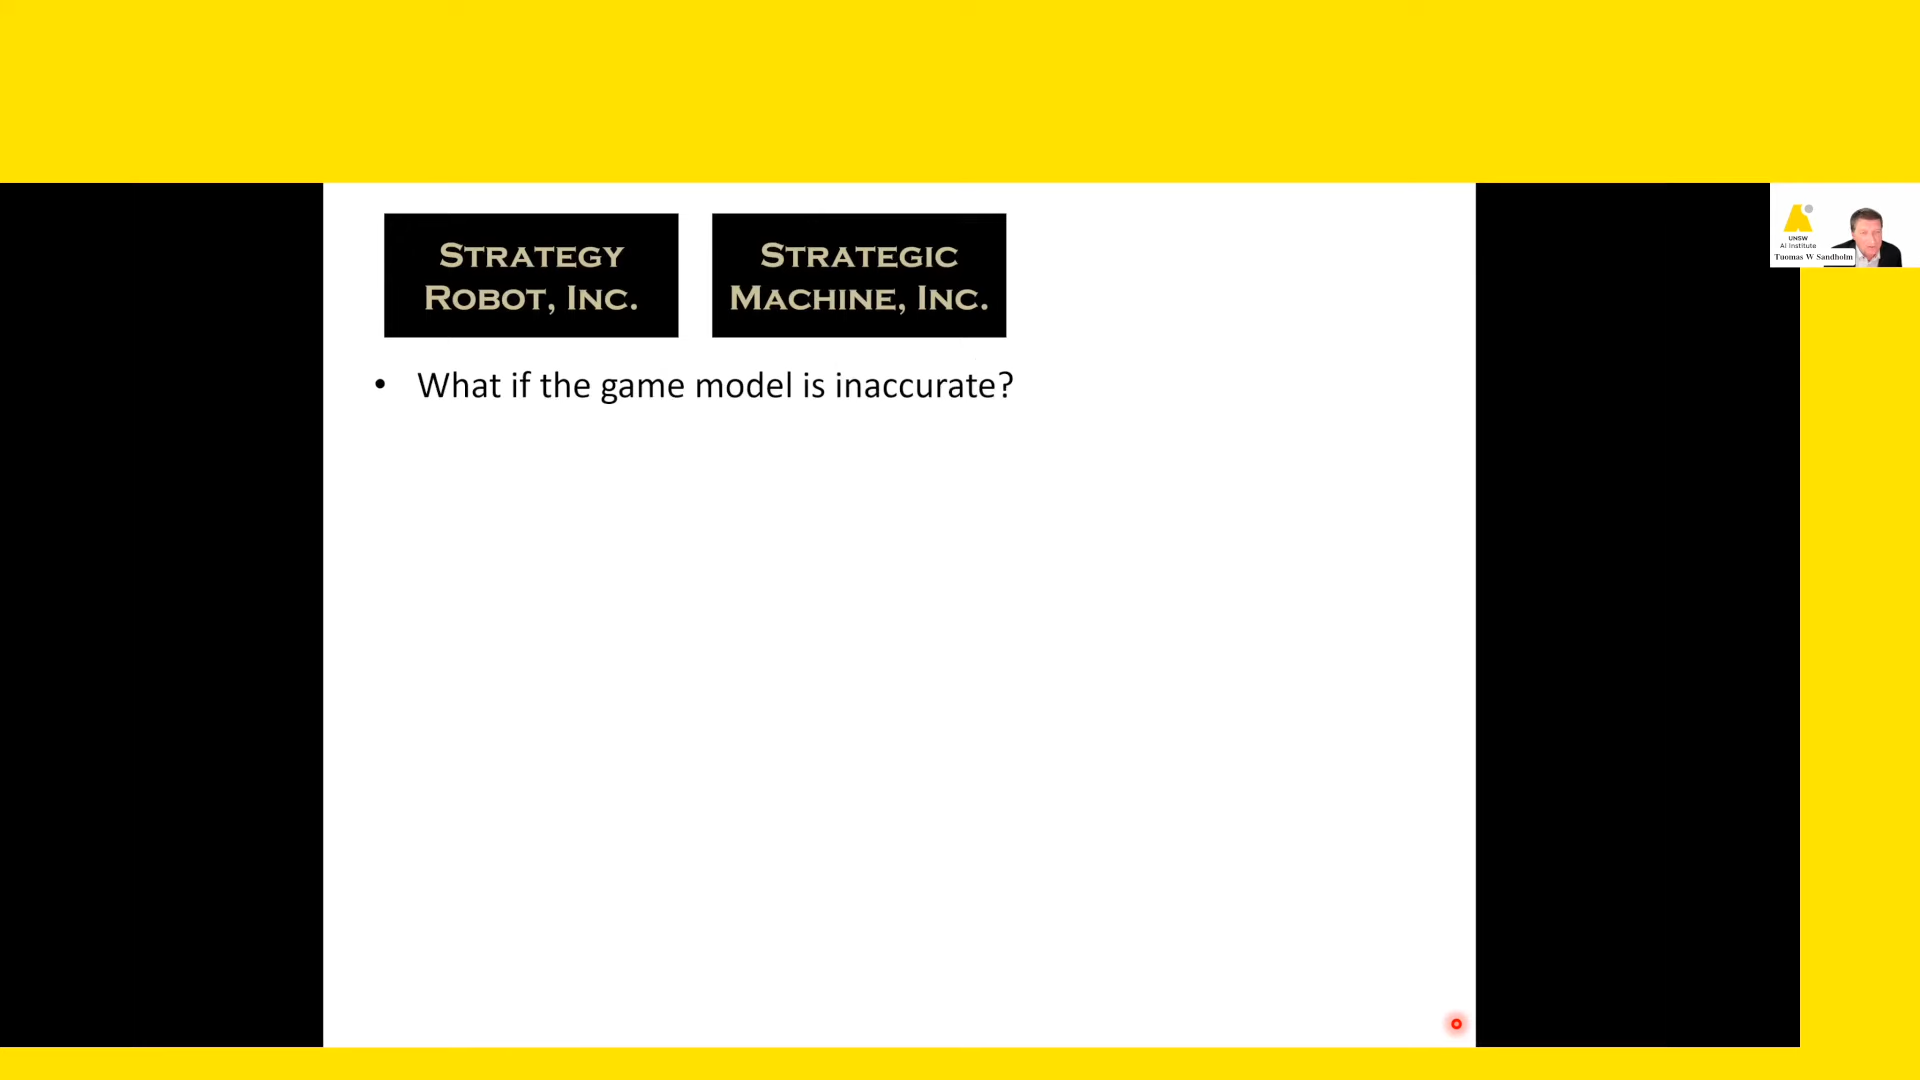 STRATEGY
ROBOT, INC.
STRATEGIC
MACHINE, INC.
• What if the game model is inaccurate?
UNSW
AI Institute
Tuomas W Sandholm